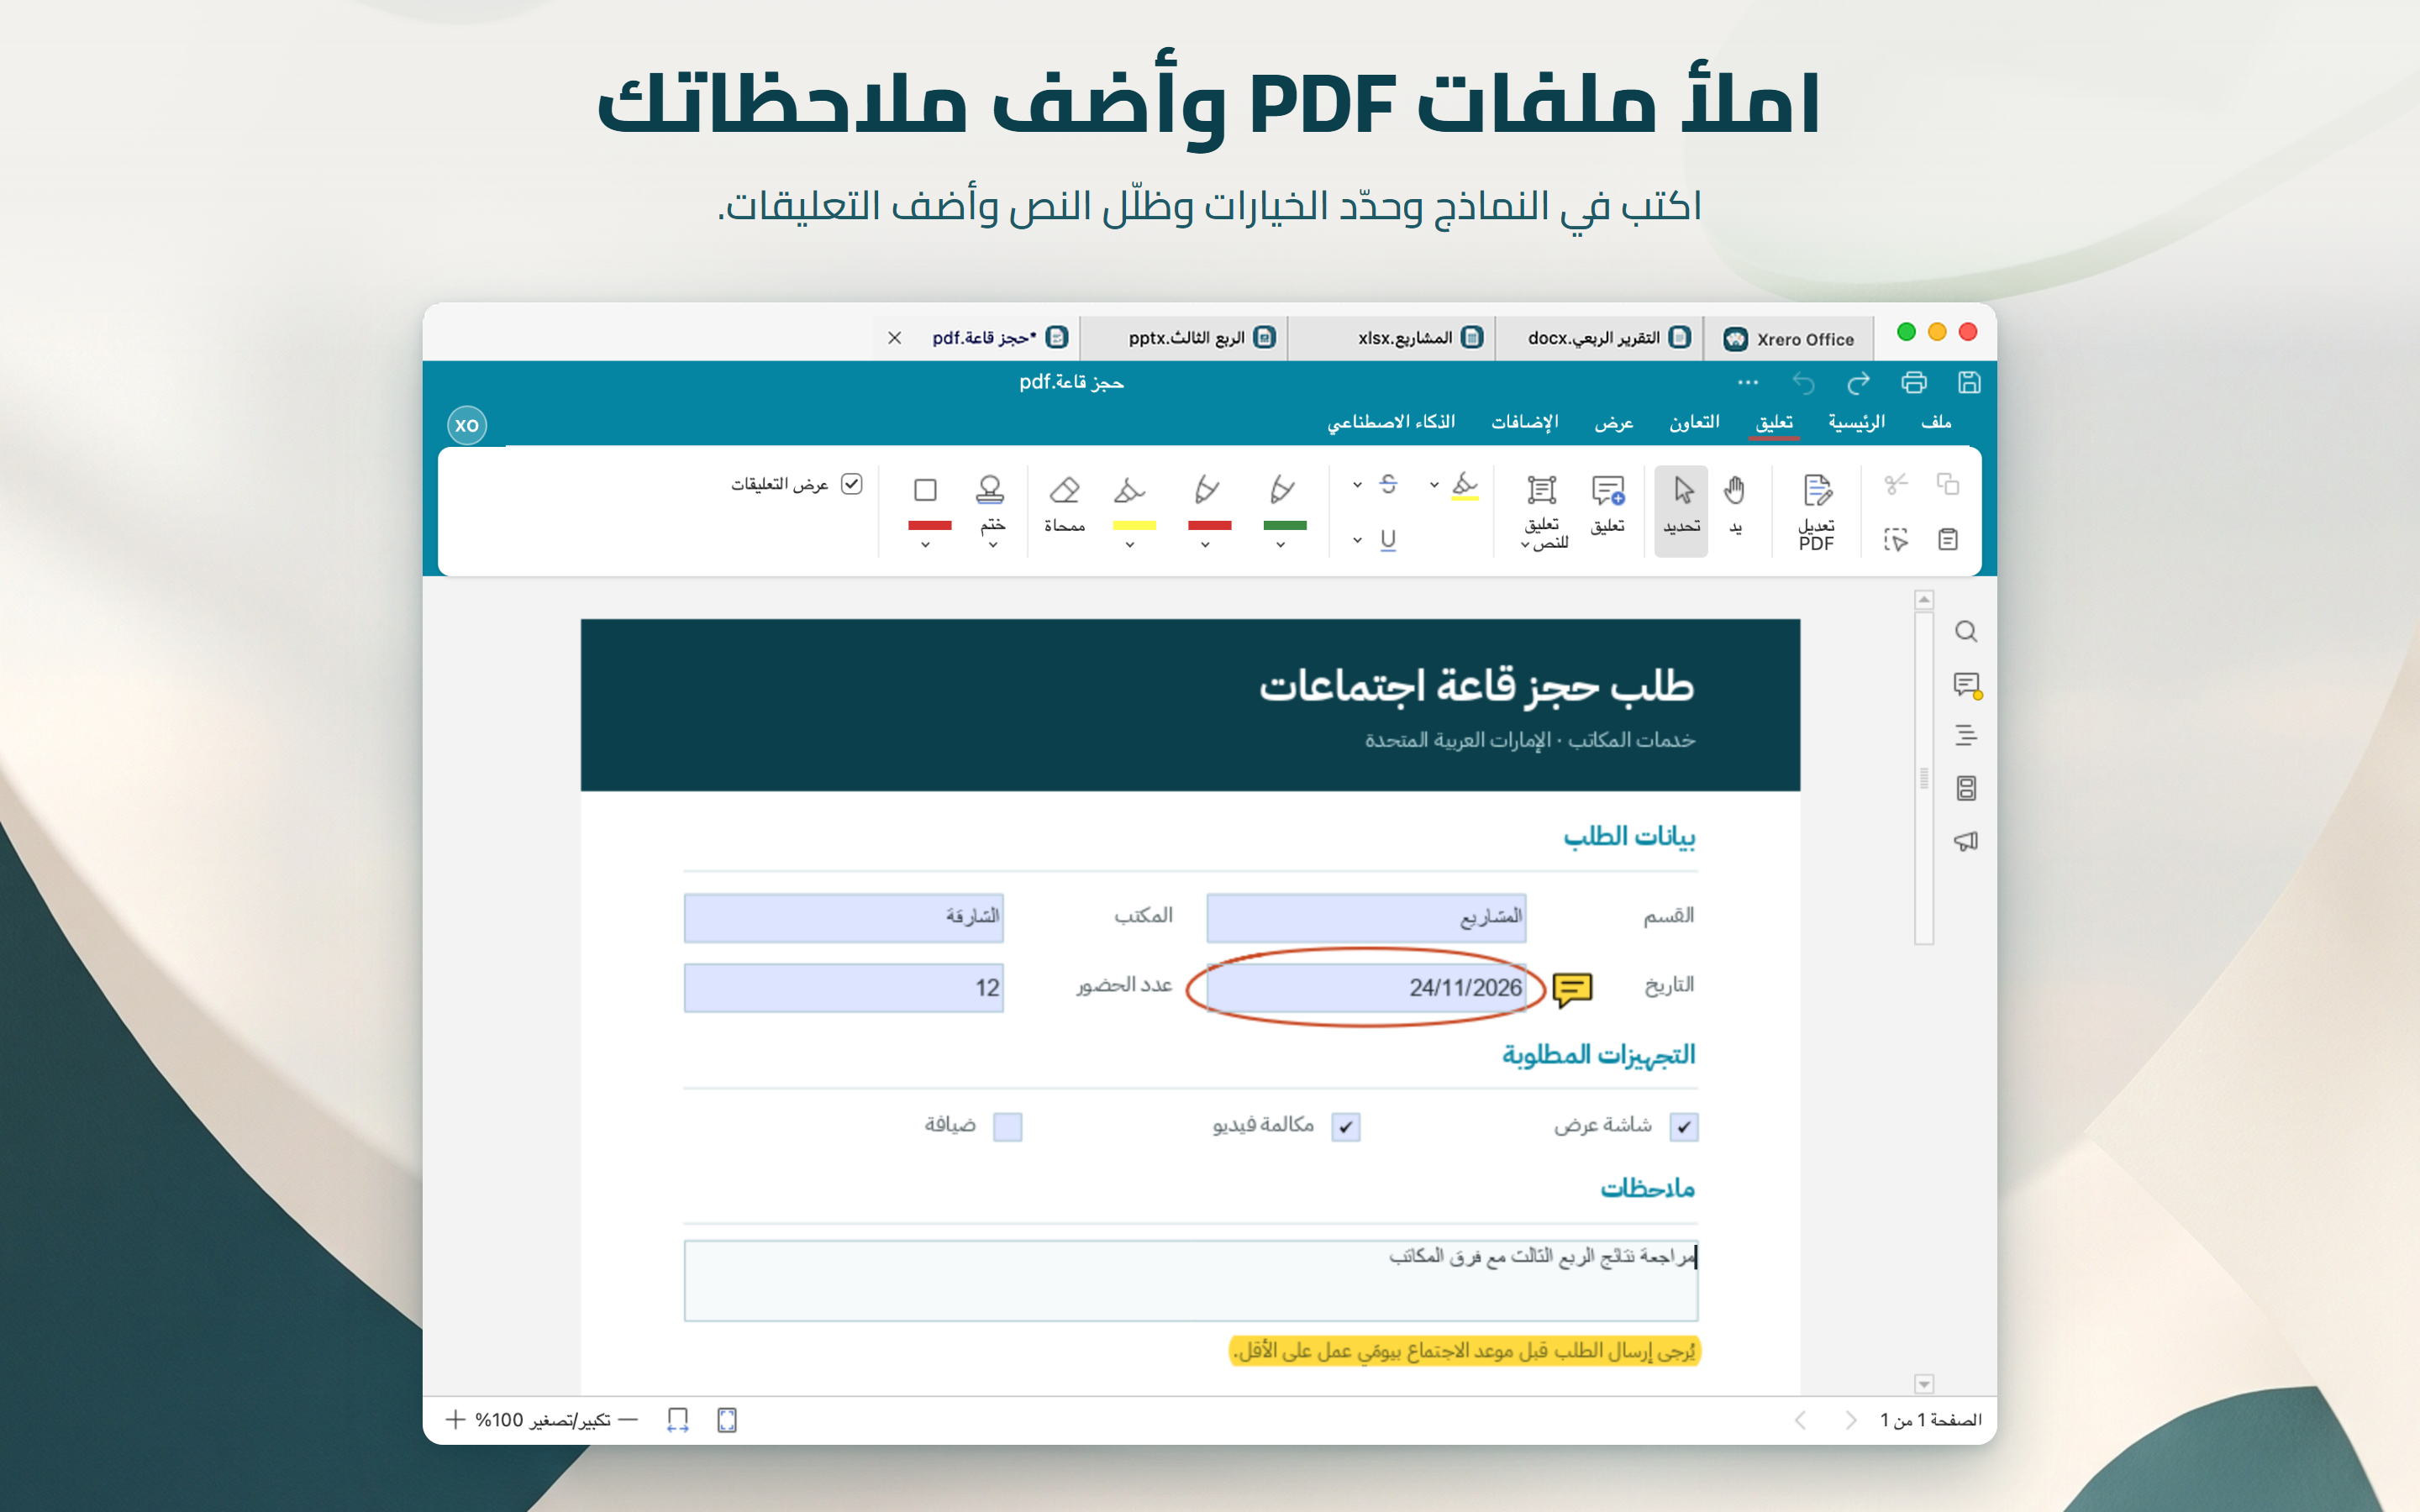 املأ ملفات PDF وأضف ملاحظاتك
اكتب في النماذج وحدّد الخيارات وظلّل النص وأضف التعليقات.
Xrero Office
التقرير الربعي.docx
المشاريع.xlsx
الربع الثالث.pptx
*حجز قاعة.pdf
حجز قاعة.pdf
ملف
الرئيسية
تعليق
التعاون
عرض
الإضافات
الذكاء الاصطناعي
XO
تعديل
PDF
يد
تحديد
تعليق
تعليق
للنص
ممحاة
ختم
عرض التعليقات
طلب حجز قاعة اجتماعات
خدمات المكاتب · الإمارات العربية المتحدة
بيانات الطلب
القسم المشاريع المكتب الشارقة
التاريخ 24/11/2026 عدد الحضور 12
التجهيزات المطلوبة
شاشة عرض مكالمة فيديو ضيافة
ملاحظات
مراجعة نتائج الربع الثالث مع فرق المكاتب
يُرجى إرسال الطلب قبل موعد الاجتماع بيومَي عمل على الأقل.
الصفحة 1 من 1
تكبير/تصغير 100%